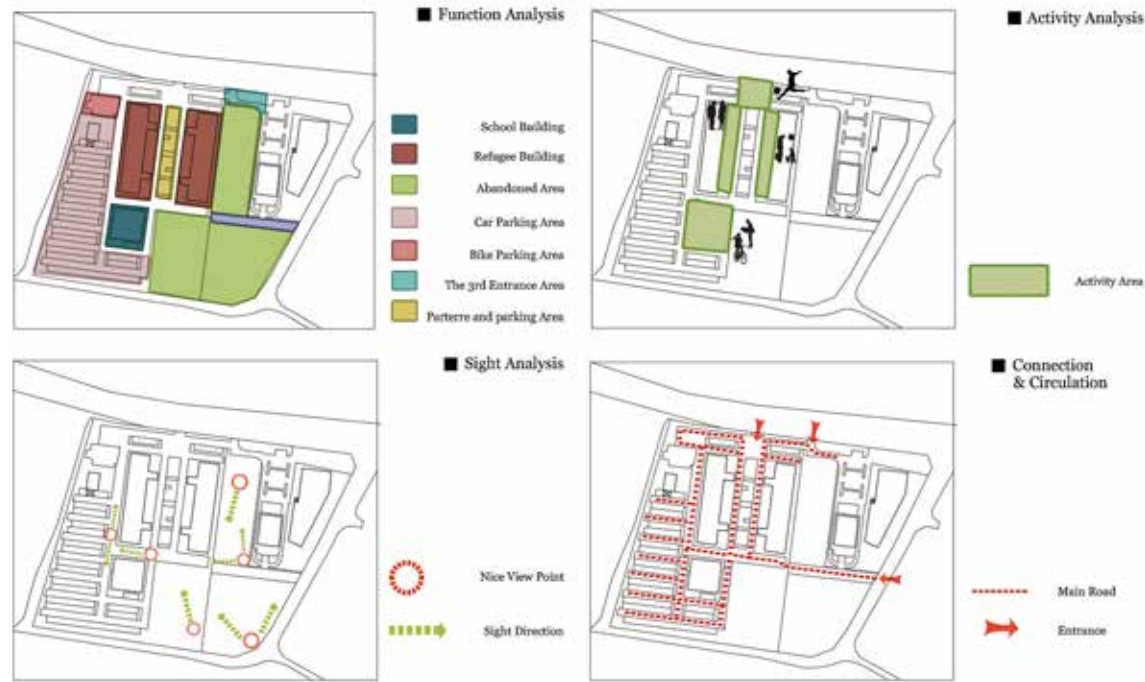 Function Analysis
School Building
Refugee Building
Abandoned Area
Car Parking Area
Bike Parking Area
The 3rd Entrance Area
Parterre and parking Area
Activity Analysis
Activity Area
Sight Analysis
Nice View Point
Sight Direction
Connection
& Circulation
Main Road
Entrance